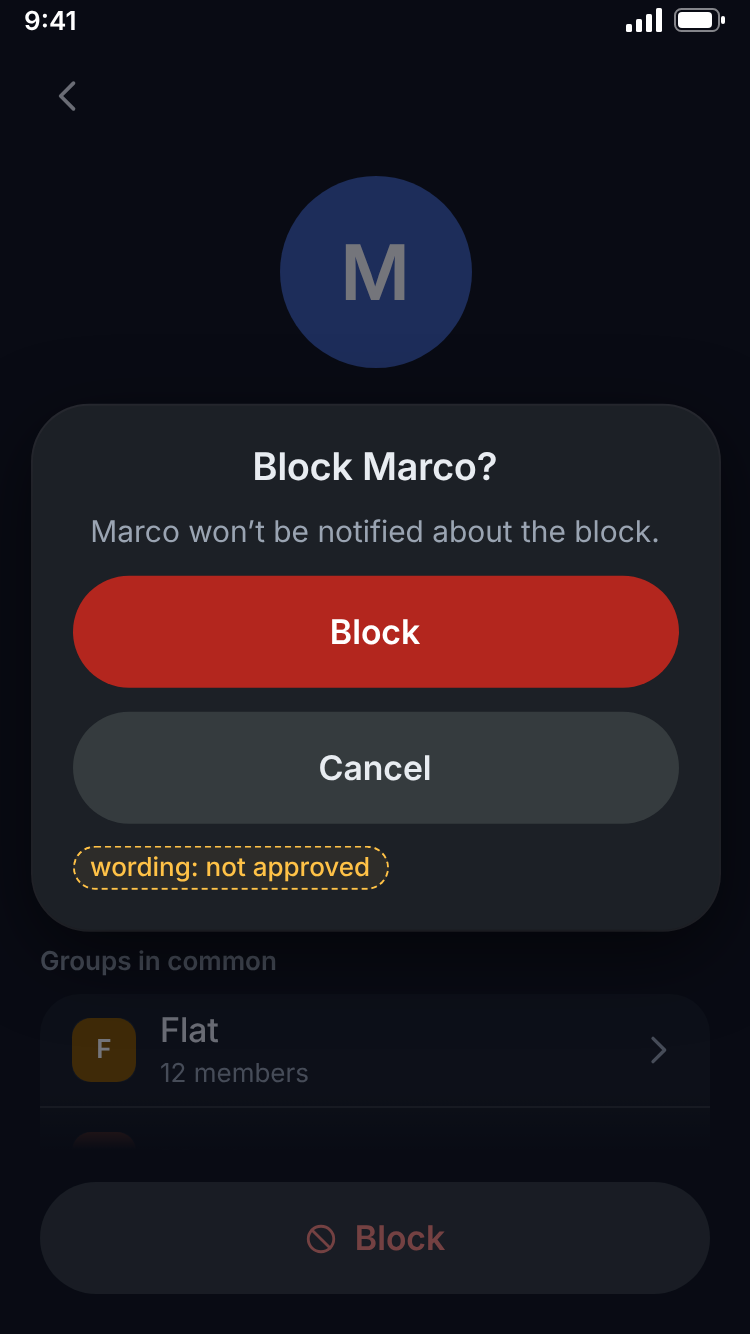 9:41
M
Block Marco?
Marco won’t be notified about the block.
Block
Cancel
wording: not approved
Groups in common
F
Flat
12 members
Block